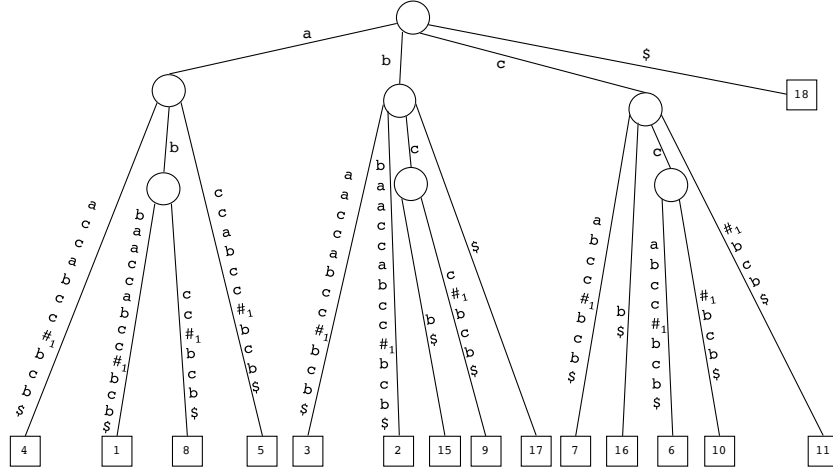 a
b
c
$
18
b
c
c
a c c a b c c #₁ b c b $
b a a c c a b c c #₁ b c b $
c c #₁ b c b $
c c a b c c #₁ b c b $
a a c c a b c c #₁ b c b $
b a a c c a b c c #₁ b c b $
b $
c #₁ b c b $
$
a b c c #₁ b c b $
b $
a b c c #₁ b c b $
#₁ b c b $
#₁ b c b $
4 1 8 5 3 2 15 9 17 7 16 6 10 11